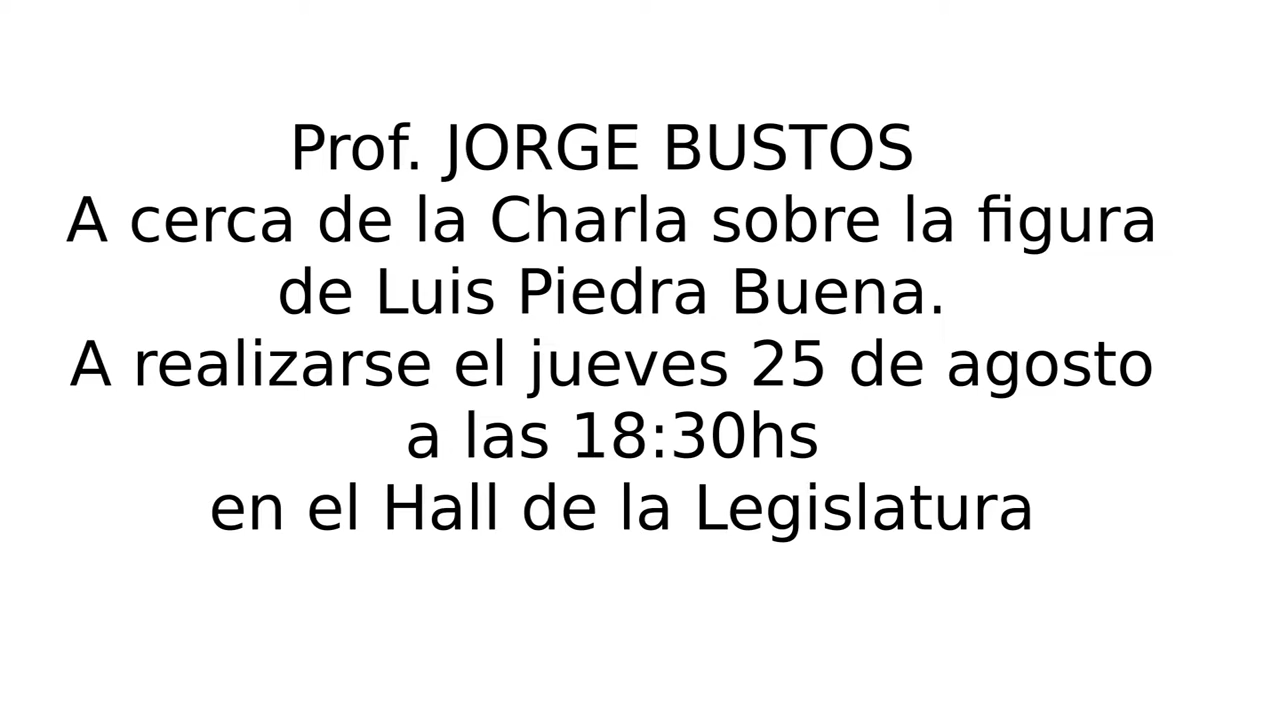 Prof. JORGE BUSTOS
A cerca de la Charla sobre la figura
de Luis Piedra Buena.
A realizarse el jueves 25 de agosto
a las 18:30hs
en el Hall de la Legislatura